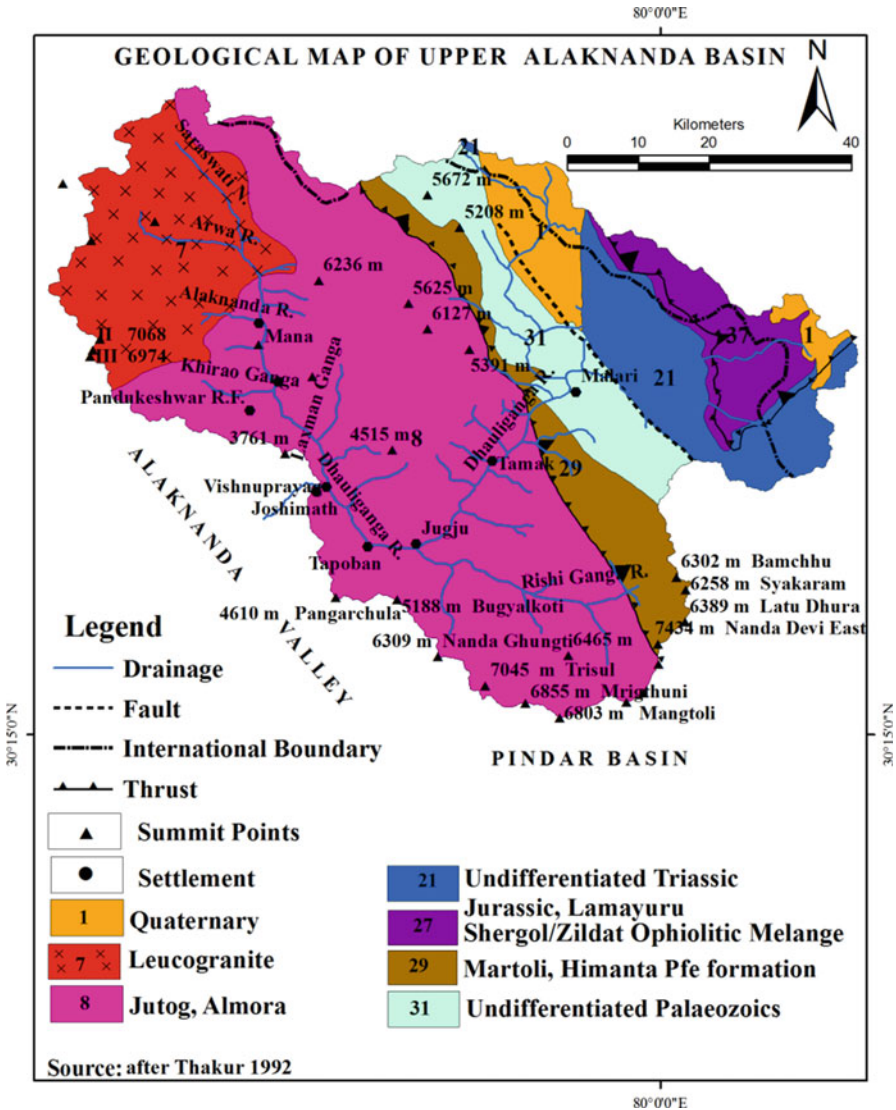 80°0'0"E
GEOLOGICAL MAP OF UPPER ALAKNANDA BASIN
N
Kilometers
0 10 20 40
Saraswati N.
21
5672 m
5208 m
1
Arwa R.
7
6236 m
Alaknanda R.
5625 m
6127 m
37
1
II 7068
Mana
31
III 6974
5391 m
21
Khirao Ganga
Malari
Pandukeshwar R.F.
axman Ganga
Dhauliganga R.
3761 m
4515 m
8
Tamak
29
ALAKNANDA
VALLEY
Vishnuprayag
Joshimath
Dhauliganga R.
Jugju
Tapoban
Rishi Ganga R.
6302 m Bamchhu
6258 m Syakaram
4610 m Pangarchula
5188 m Bugyalkoti
6389 m Latu Dhura
7434 m Nanda Devi East
6309 m Nanda Ghungti
6465 m
7045 m Trisul
6855 m Mrigthuni
6803 m Mangtoli
30°15'0"N
30°15'0"N
PINDAR BASIN
Legend
Drainage
Fault
International Boundary
Thrust
Summit Points
Settlement
1 Quaternary
7 Leucogranite
8 Jutog, Almora
21 Undifferentiated Triassic
Jurassic, Lamayuru
27 Shergol/Zildat Ophiolitic Melange
29 Martoli, Himanta Pfe formation
31 Undifferentiated Palaeozoics
Source: after Thakur 1992
80°0'0"E